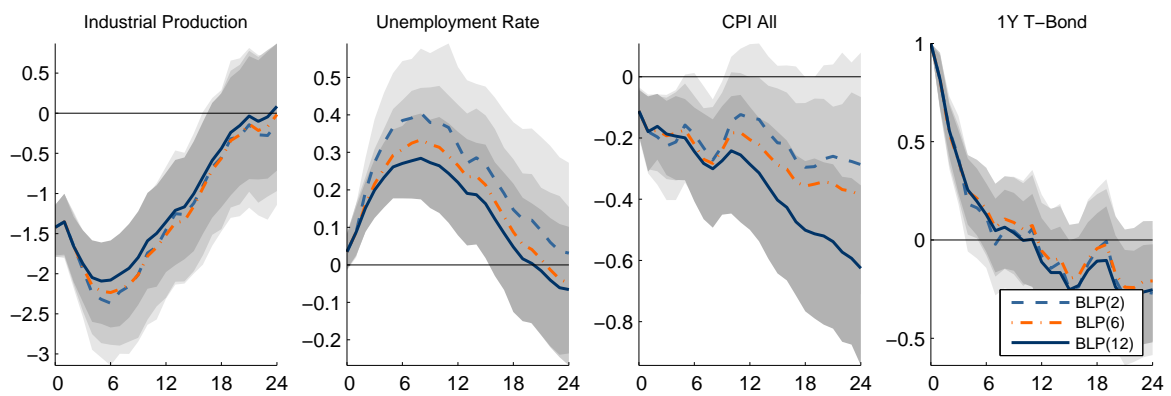 Industrial Production
Unemployment Rate
CPI All
1Y T−Bond
0.5
0
−0.5
−1
−1.5
−2
−2.5
−3
0 6 12 18 24
0.5
0.4
0.3
0.2
0.1
0
−0.1
−0.2
0 6 12 18 24
0
−0.2
−0.4
−0.6
−0.8
0 6 12 18 24
1
0.5
0
−0.5
0 6 12 18 24
BLP(2)
BLP(6)
BLP(12)